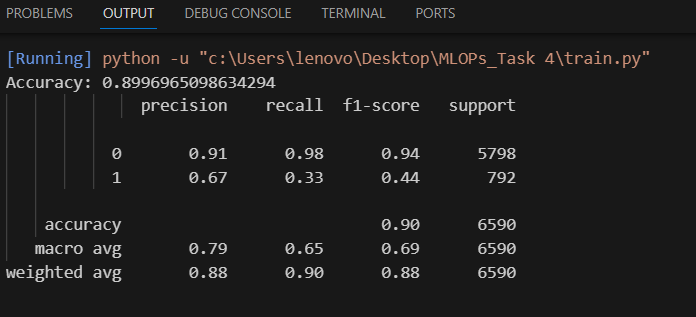 PROBLEMS OUTPUT DEBUG CONSOLE TERMINAL PORTS
[Running] python -u "c:\Users\lenovo\Desktop\MLOPs_Task 4\train.py"
Accuracy: 0.8996965098634294
precision recall f1-score support
0 0.91 0.98 0.94 5798
1 0.67 0.33 0.44 792
accuracy 0.90 6590
macro avg 0.79 0.65 0.69 6590
weighted avg 0.88 0.90 0.88 6590